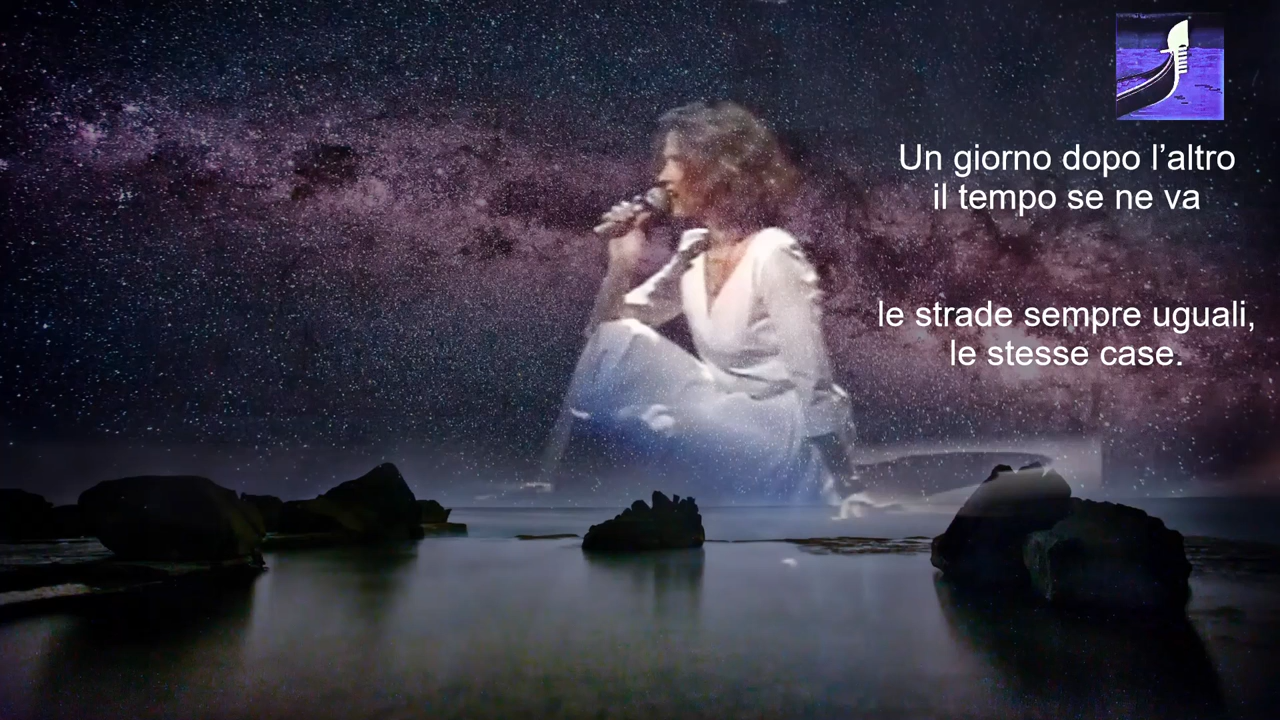 Un giorno dopo l’altro
il tempo se ne va
le strade sempre uguali,
le stesse case.